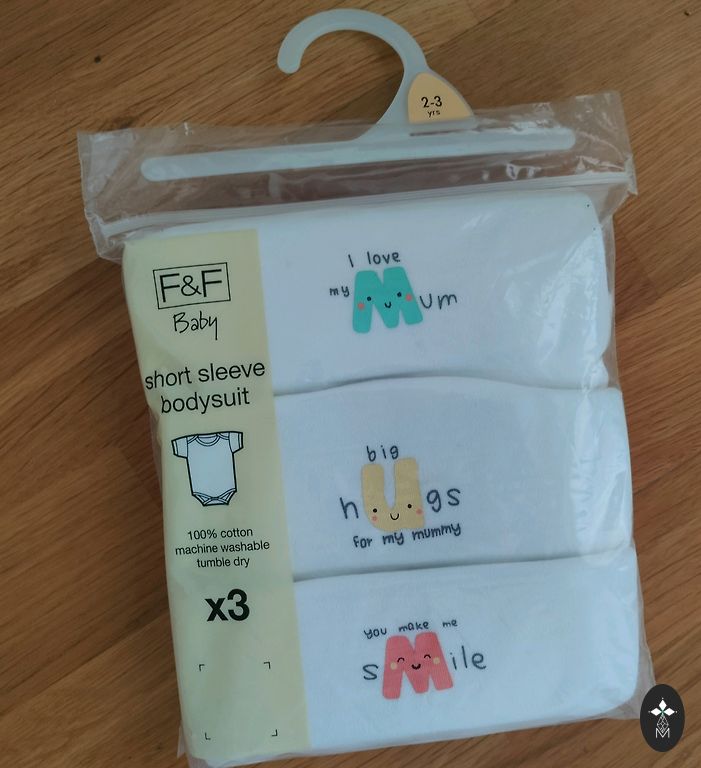 2-3
yrs
F&F
Baby
short sleeve
bodysuit
100% cotton
machine washable
tumble dry
x3
I love
my Mum
big
hUgs
for my mummy
you make me
sMile
M